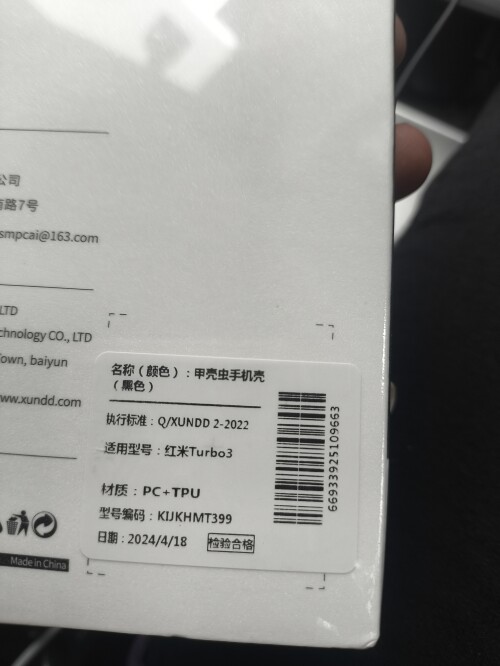 公司
南路7号
smpcai@163.com
LTD
chnology CO., LTD
own, baiyun
www.xundd.com
Made in China
名称（颜色）：甲壳虫手机壳
（黑色）
执行标准：Q/XUNDD 2-2022
适用型号：红米Turbo3
材质：PC+TPU
型号编码：KIJKHMT399
日期：2024/4/18 检验合格
66933925109663